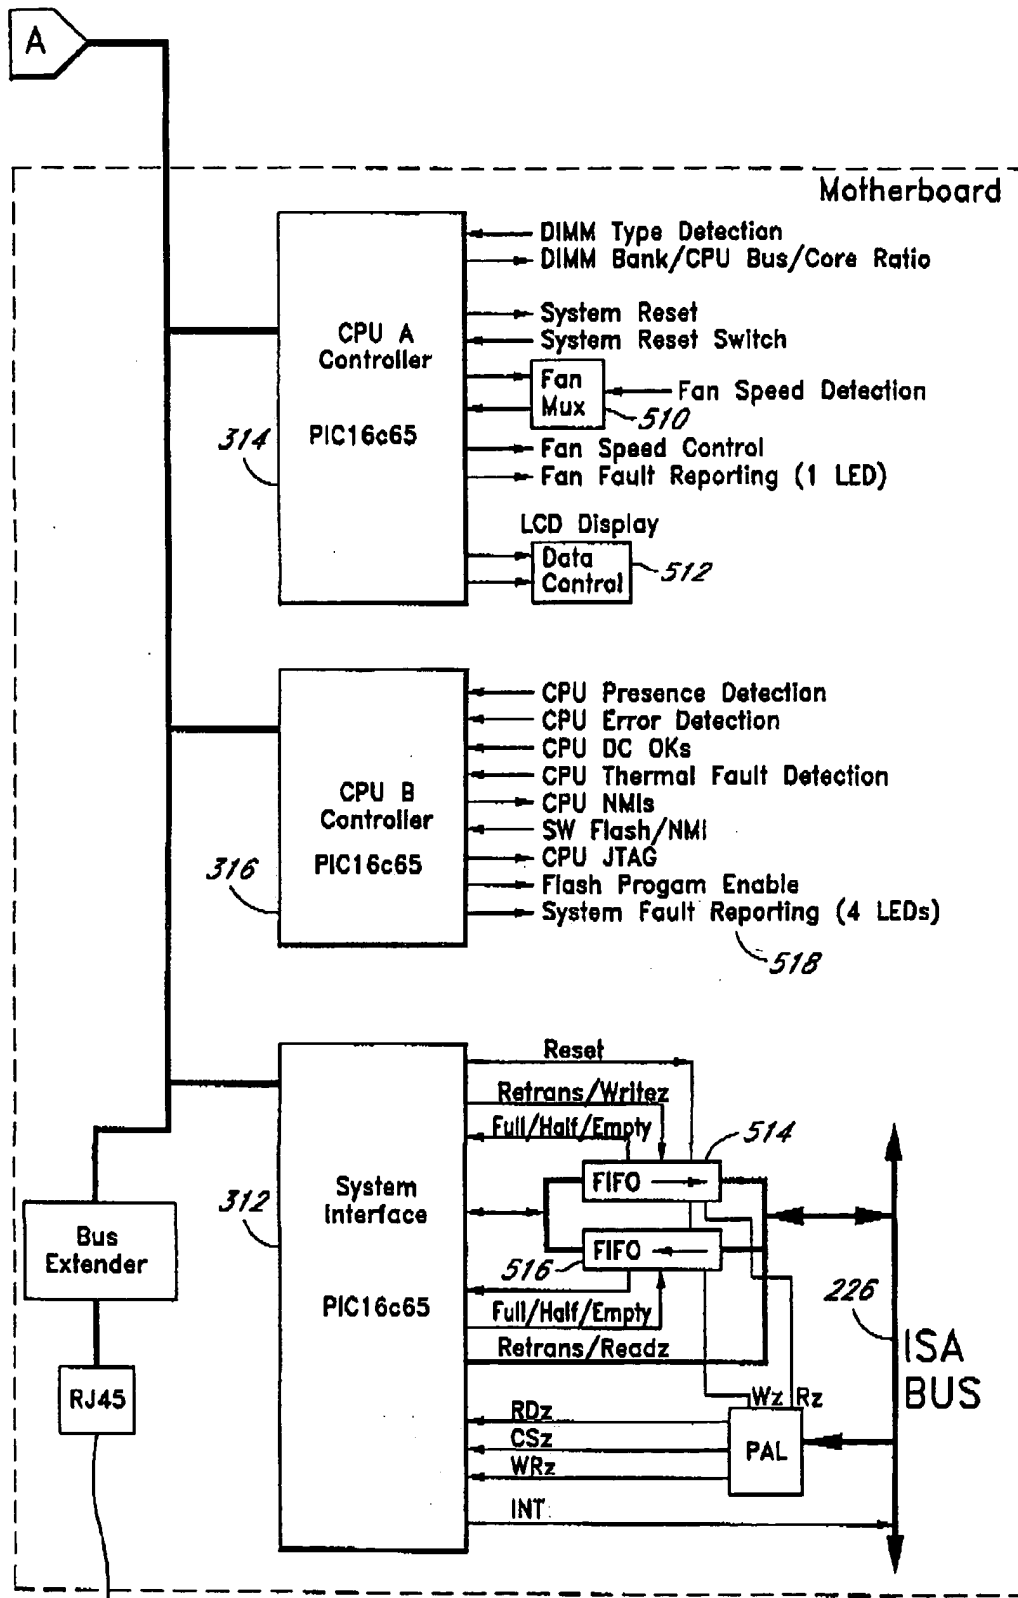 A
Motherboard
CPU A
Controller
PIC16c65
314
DIMM Type Detection
DIMM Bank/CPU Bus/Core Ratio
System Reset
System Reset Switch
Fan
Mux
Fan Speed Detection
510
Fan Speed Control
Fan Fault Reporting (1 LED)
LCD Display
Data
Control
512
CPU B
Controller
PIC16c65
316
CPU Presence Detection
CPU Error Detection
CPU DC OKs
CPU Thermal Fault Detection
CPU NMIs
SW Flash/NMI
CPU JTAG
Flash Progam Enable
System Fault Reporting (4 LEDs)
518
System
Interface
PIC16c65
312
Reset
Retrans/Writez
Full/Half/Empty
514
FIFO
FIFO
516
Full/Half/Empty
Retrans/Readz
226
ISA
BUS
Wz Rz
RDz
CSz
WRz
PAL
INT
Bus
Extender
RJ45